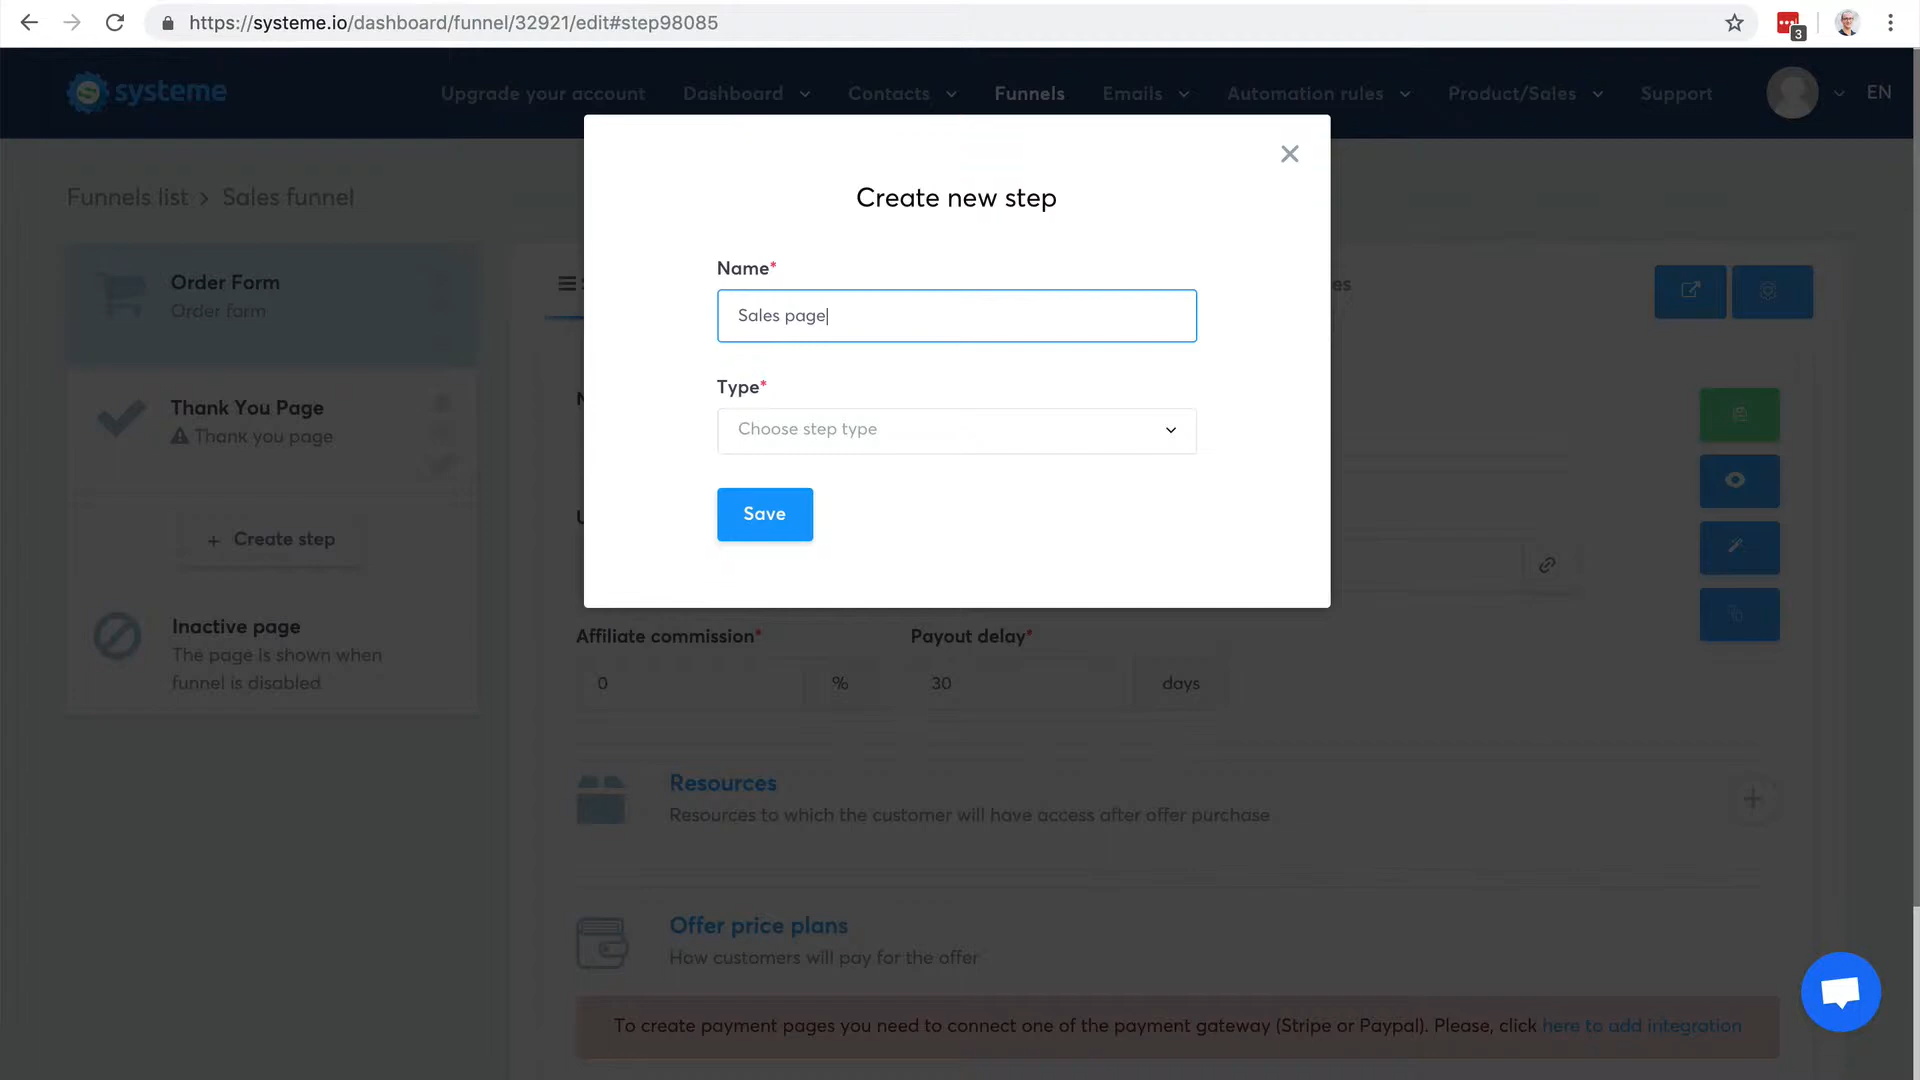 https://systeme.io/dashboard/funnel/32921/edit#step98085
3
systeme
Upgrade your account
Dashboard
Contacts
Funnels
Emails
Automation rules
Product/Sales
Support
EN
Funnels list > Sales funnel
Order Form
Order form
Thank You Page
Thank you page
+ Create step
Inactive page
The page is shown when
funnel is disabled
Create new step
Name*
Sales page
Type*
Choose step type
Save
Affiliate commission*
Payout delay*
0
%
30
days
Resources
Resources to which the customer will have access after offer purchase
Offer price plans
How customers will pay for the offer
To create payment pages you need to connect one of the payment gateway (Stripe or Paypal). Please, click here to add integration